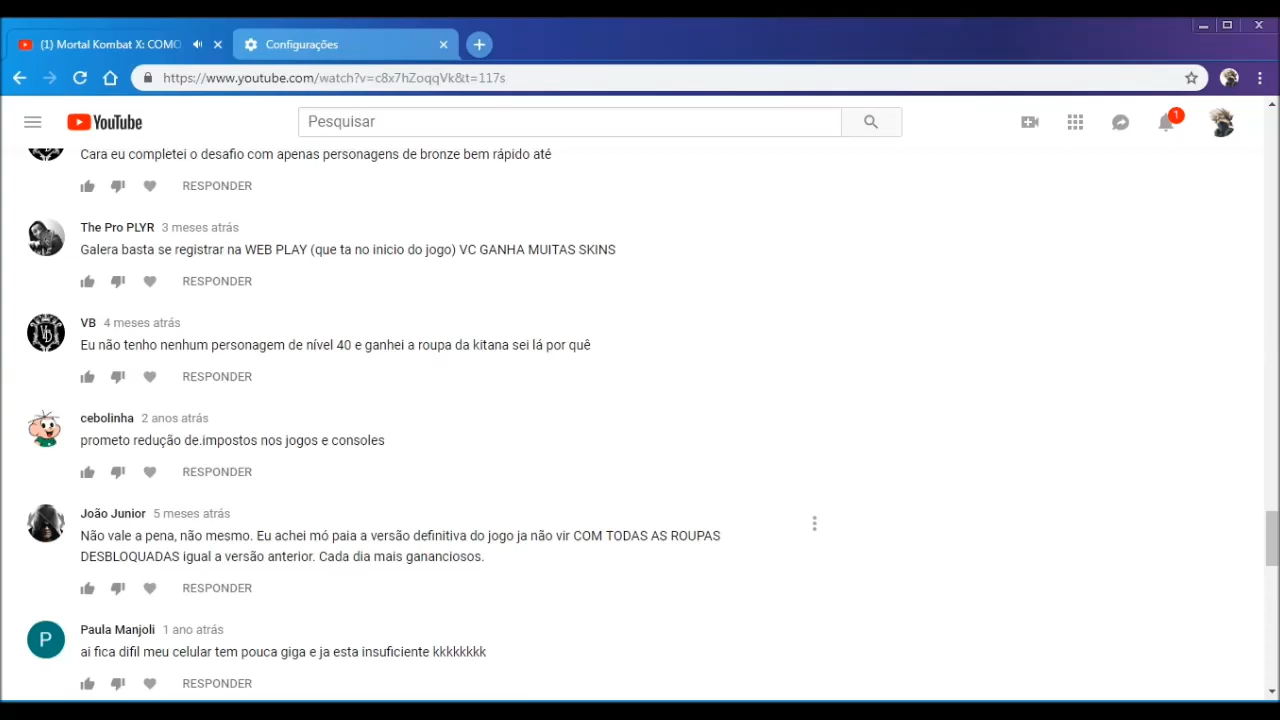 (1) Mortal Kombat X: COMO
Configurações
https://www.youtube.com/watch?v=c8x7hZoqqVk&t=117s
YouTube
Pesquisar
1
Cara eu completei o desafio com apenas personagens de bronze bem rápido até
RESPONDER
The Pro PLYR 3 meses atrás
Galera basta se registrar na WEB PLAY (que ta no inicio do jogo) VC GANHA MUITAS SKINS
RESPONDER
VB 4 meses atrás
Eu não tenho nenhum personagem de nível 40 e ganhei a roupa da kitana sei lá por quê
RESPONDER
cebolinha 2 anos atrás
prometo redução de.impostos nos jogos e consoles
RESPONDER
João Junior 5 meses atrás
Não vale a pena, não mesmo. Eu achei mó paia a versão definitiva do jogo ja não vir COM TODAS AS ROUPAS
DESBLOQUADAS igual a versão anterior. Cada dia mais gananciosos.
RESPONDER
P
Paula Manjoli 1 ano atrás
ai fica difil meu celular tem pouca giga e ja esta insuficiente kkkkkkkk
RESPONDER